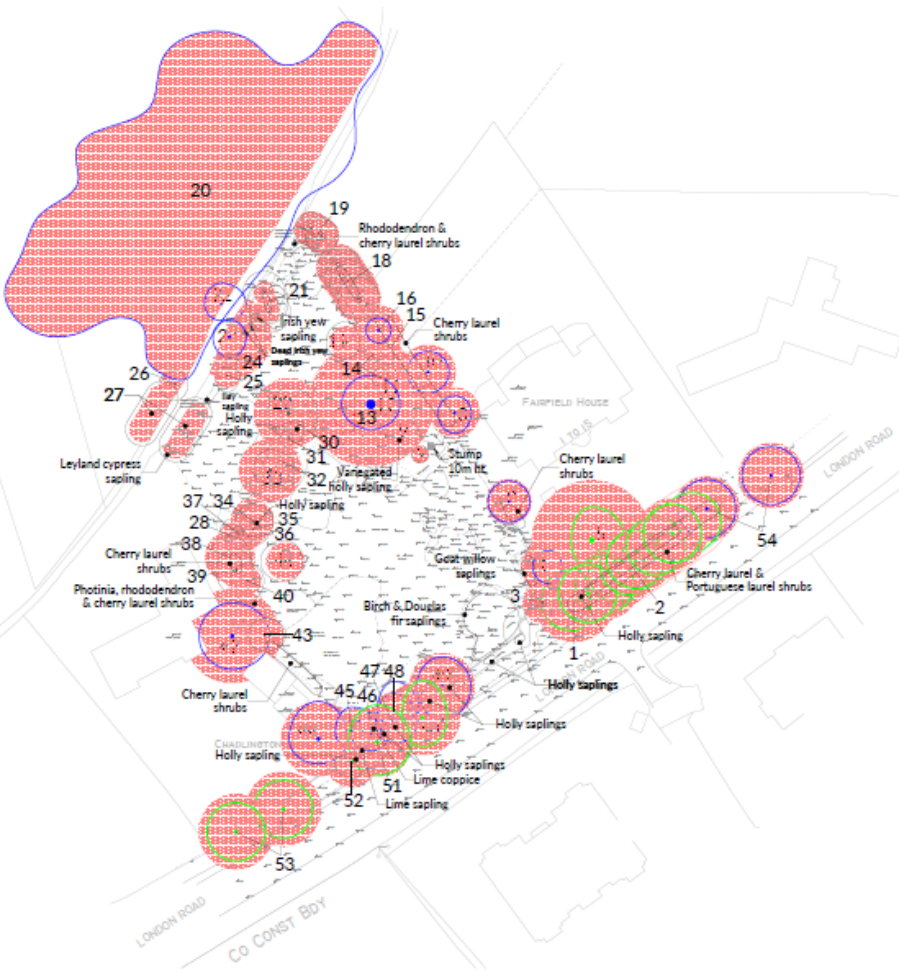 20
19
Rhododendron &
cherry laurel shrubs
18
21
16
15
Irish yew
sapling
Cherry laurel
shrubs
Dead Irish yew
saplings
24
14
25
26
27
sapling
Holly
sapling
13
FAIRFIELD HOUSE
1 TO 15
30
31
Stump
10m ht.
Leyland cypress
sapling
32
Variegated
holly sapling
Cherry laurel
shrubs
LONDON ROAD
37
34
Holly sapling
28
35
36
38
54
Cherry laurel
shrubs
Goat willow
saplings
39
Cherry laurel &
Portuguese laurel shrubs
Photinia, rhododendron
& cherry laurel shrubs
40
3
2
Birch & Douglas
fir saplings
43
Holly sapling
1
LONDON ROAD
47
48
Holly saplings
Cherry laurel
shrubs
45
46
Holly saplings
Holly sapling
Holly saplings
51
Lime coppice
52
Lime sapling
53
LONDON ROAD
CO CONST BDY